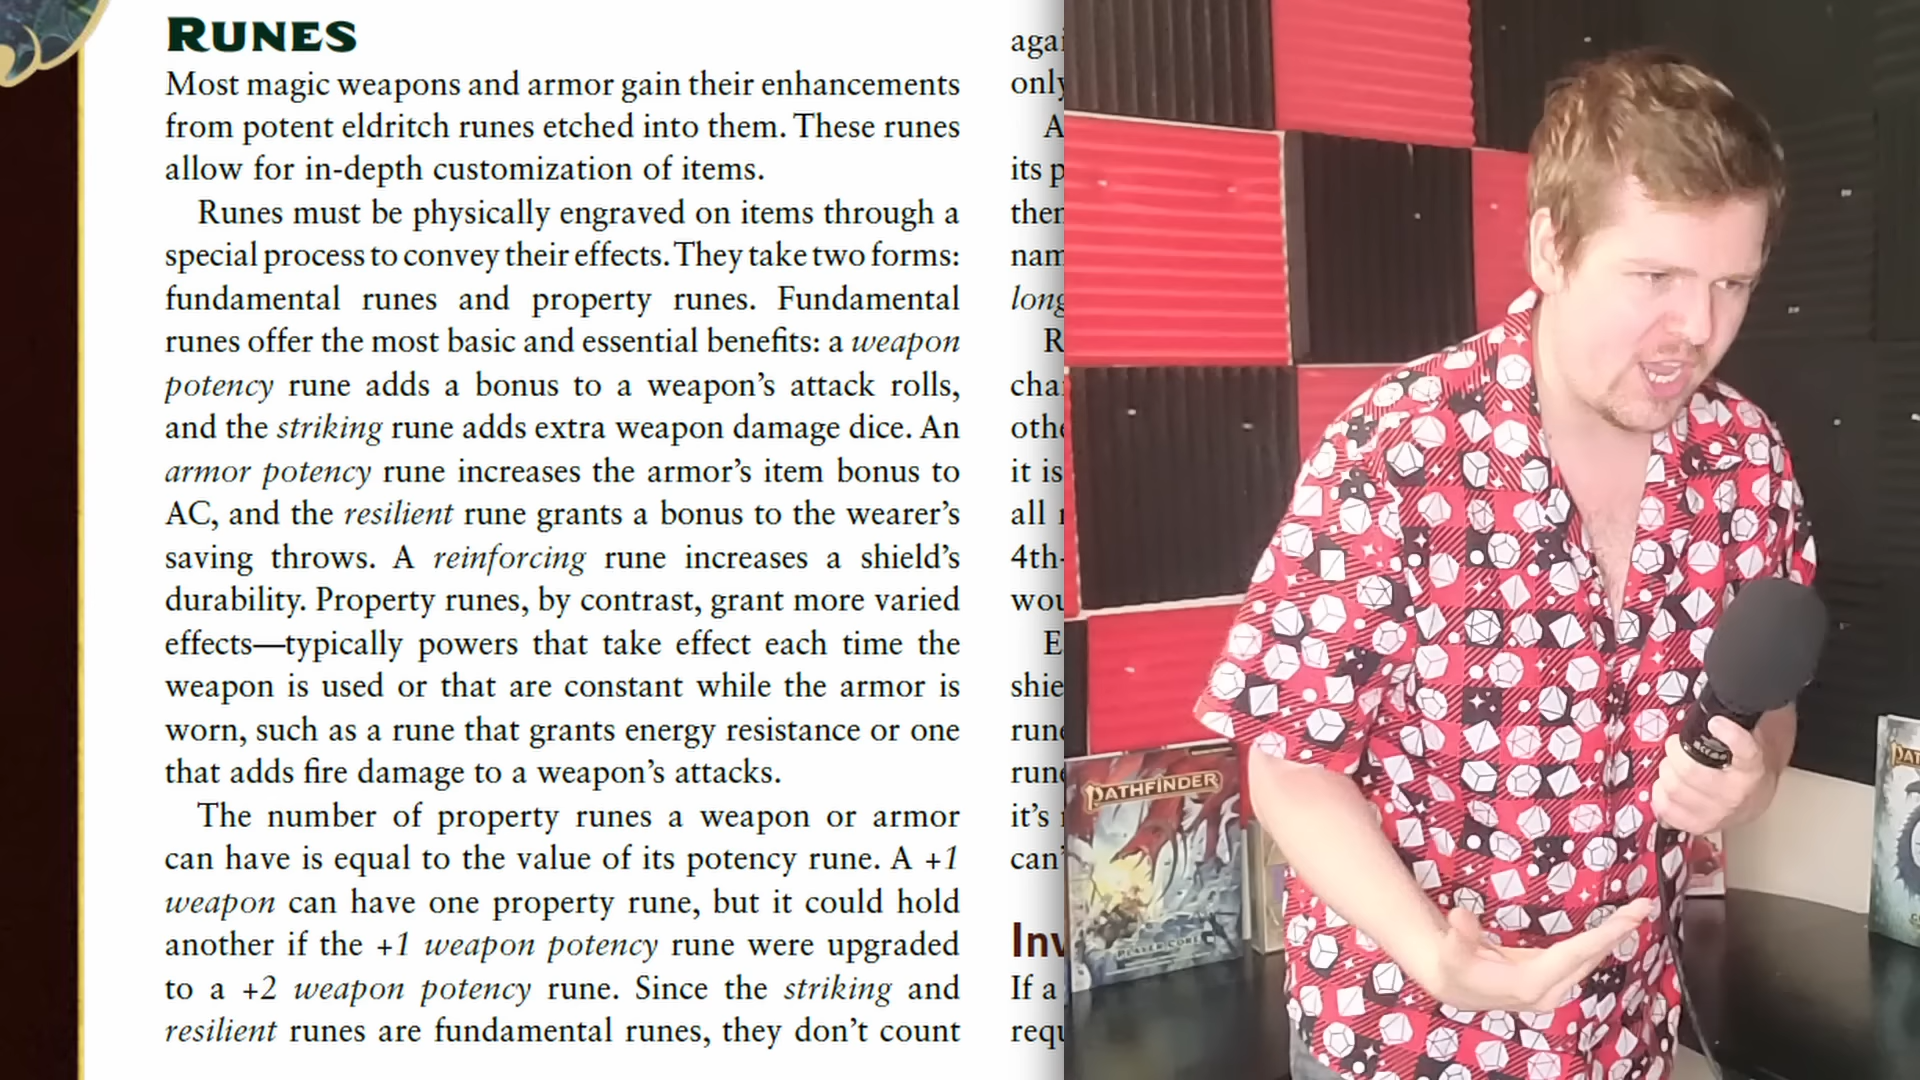 RUNES
Most magic weapons and armor gain their enhancements
from potent eldritch runes etched into them. These runes
allow for in-depth customization of items.
Runes must be physically engraved on items through a
special process to convey their effects. They take two forms:
fundamental runes and property runes. Fundamental
runes offer the most basic and essential benefits: a weapon
potency rune adds a bonus to a weapon's attack rolls,
and the striking rune adds extra weapon damage dice. An
armor potency rune increases the armor's item bonus to
AC, and the resilient rune grants a bonus to the wearer's
saving throws. A reinforcing rune increases a shield's
durability. Property runes, by contrast, grant more varied
effects—typically powers that take effect each time the
weapon is used or that are constant while the armor is
worn, such as a rune that grants energy resistance or one
that adds fire damage to a weapon's attacks.
The number of property runes a weapon or armor
can have is equal to the value of its potency rune. A +1
weapon can have one property rune, but it could hold
another if the +1 weapon potency rune were upgraded
to a +2 weapon potency rune. Since the striking and
resilient runes are fundamental runes, they don't count
only
A
its
it is
all
4th-
E
it's
If a
PATHFINDER
PLAYER CORE